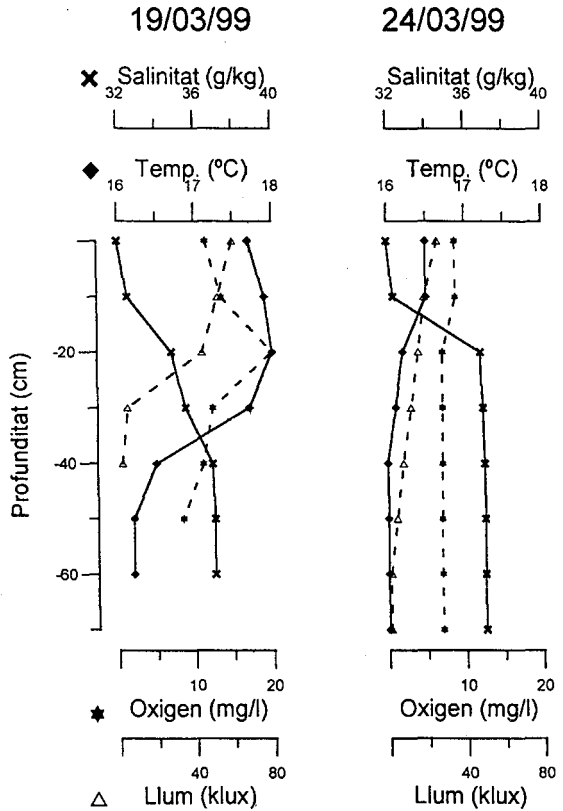 19/03/99 24/03/99
Salinitat (g/kg) Salinitat (g/kg)
32 36 40 32 36 40
Temp. (ºC) Temp. (ºC)
16 17 18 16 17 18
Profunditat (cm)
-20
-40
-60
10 20 10 20
Oxigen (mg/l) Oxigen (mg/l)
40 80 40 80
Llum (klux) Llum (klux)